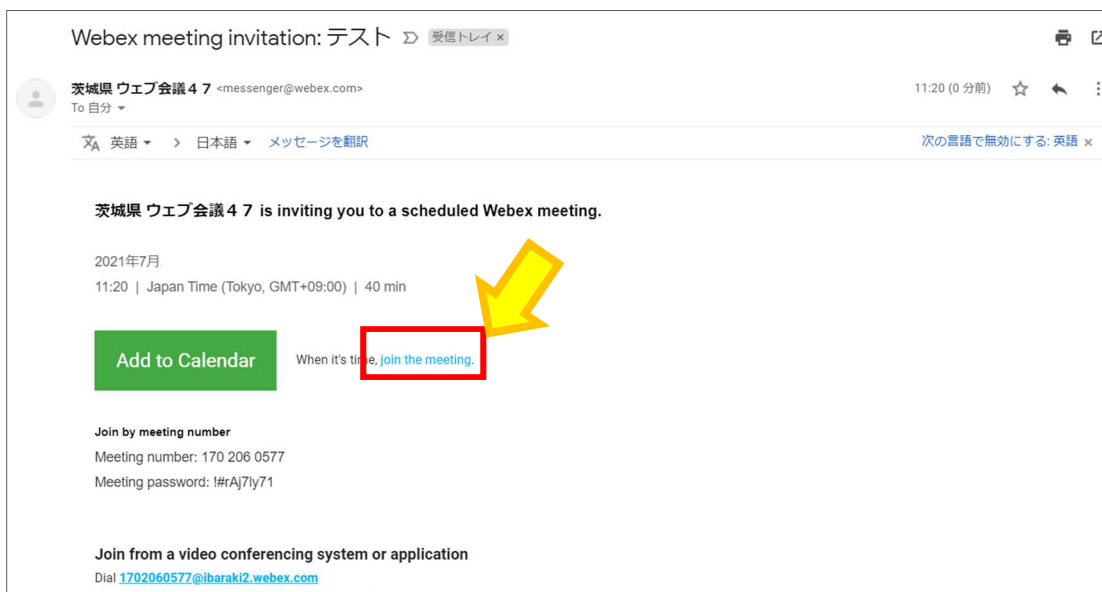 Webex meeting invitation: テスト 受信トレイ ×
茨城県 ウェブ会議４７ <messenger@webex.com> 11:20 (0 分前)
To 自分
英語 > 日本語 メッセージを翻訳 次の言語で無効にする: 英語 ×
茨城県 ウェブ会議４７ is inviting you to a scheduled Webex meeting.
2021年7月
11:20 | Japan Time (Tokyo, GMT+09:00) | 40 min
Add to Calendar When it's time, join the meeting.
Join by meeting number
Meeting number: 170 206 0577
Meeting password: !#rAj7ly71
Join from a video conferencing system or application
Dial 1702060577@ibaraki2.webex.com